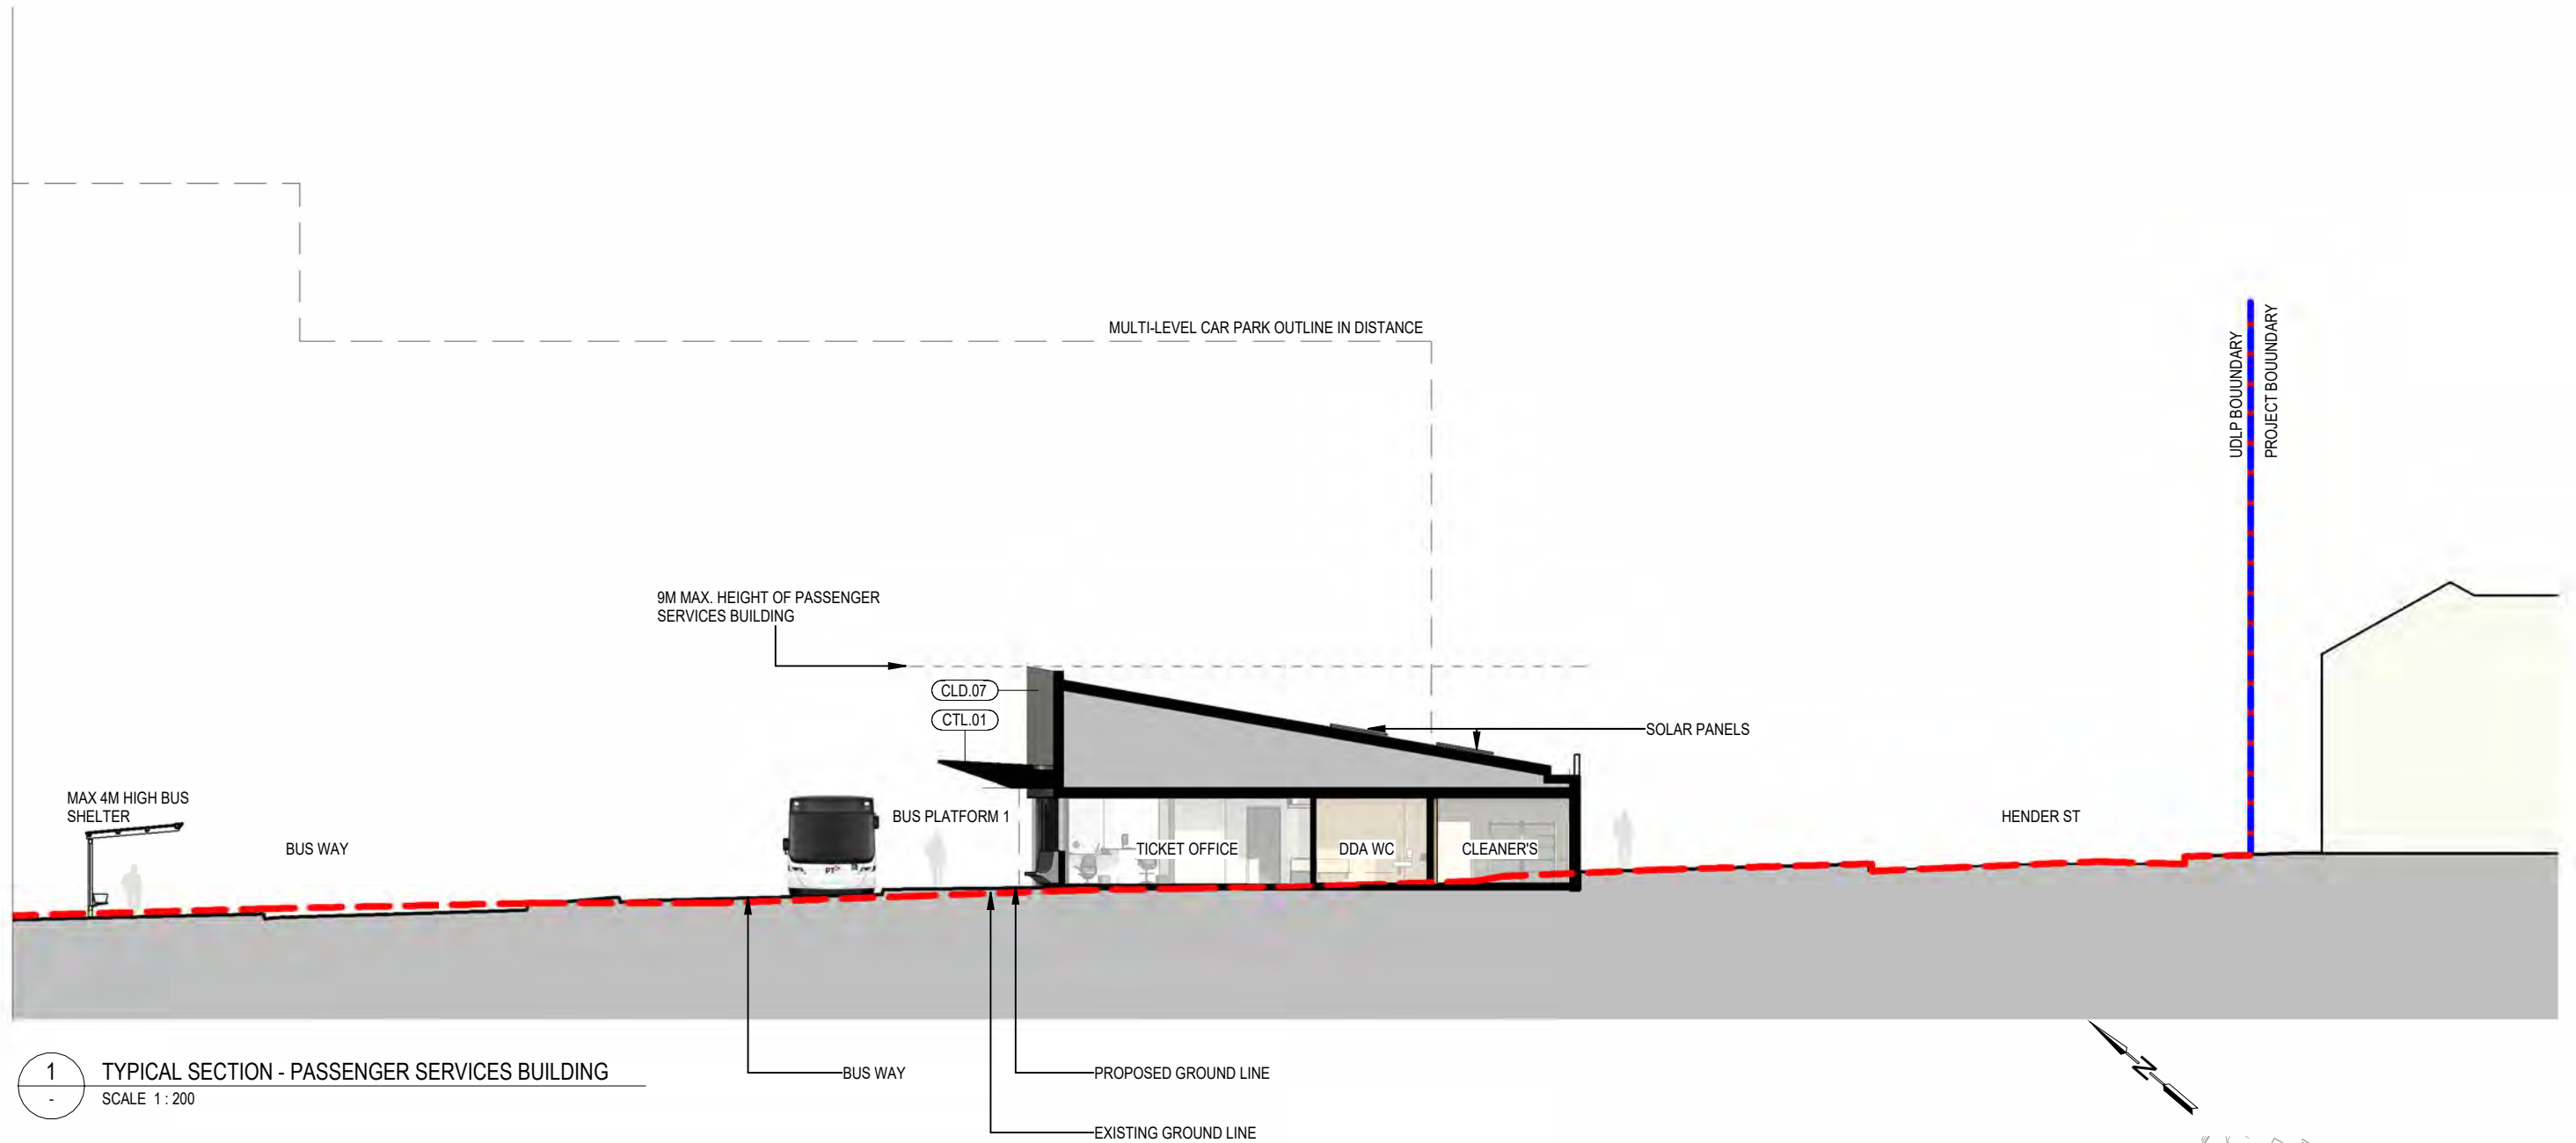 MULTI-LEVEL CAR PARK OUTLINE IN DISTANCE
UDLP BOUUNDARY
PROJECT BOUUNDARY
9M MAX. HEIGHT OF PASSENGER
SERVICES BUILDING
CLD.07
CTL.01
SOLAR PANELS
MAX 4M HIGH BUS
SHELTER
BUS WAY
BUS PLATFORM 1
PT
TICKET OFFICE
DDA WC
CLEANER'S
HENDER ST
1
-
TYPICAL SECTION - PASSENGER SERVICES BUILDING
SCALE 1 : 200
BUS WAY
PROPOSED GROUND LINE
EXISTING GROUND LINE
N